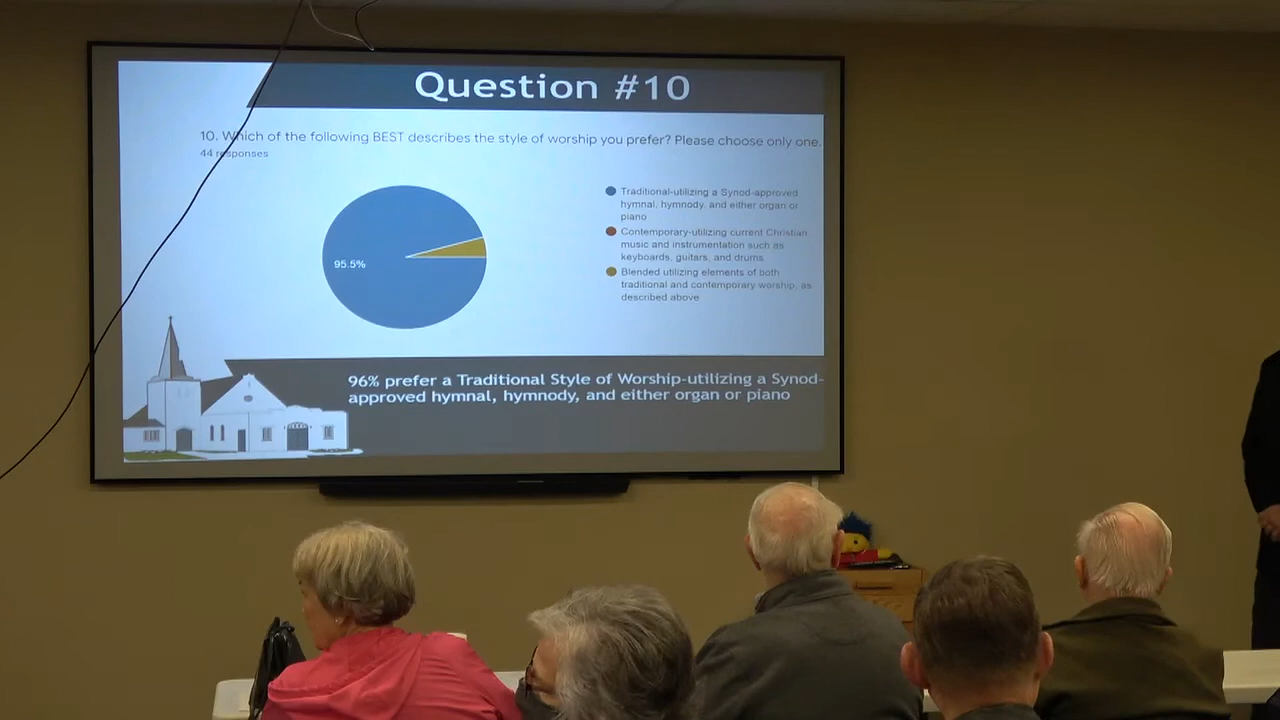 Question #10
10. Which of the following BEST describes the style of worship you prefer? Please choose only one.
44 responses
95.5%
Traditional-utilizing a Synod-approved
hymnal, hymnody, and either organ or
piano
Contemporary-utilizing current Christian
music and instrumentation such as
keyboards, guitars, and drums
Blended utilizing elements of both
traditional and contemporary worship, as
described above
96% prefer a Traditional Style of Worship-utilizing a Synod-
approved hymnal, hymnody, and either organ or piano